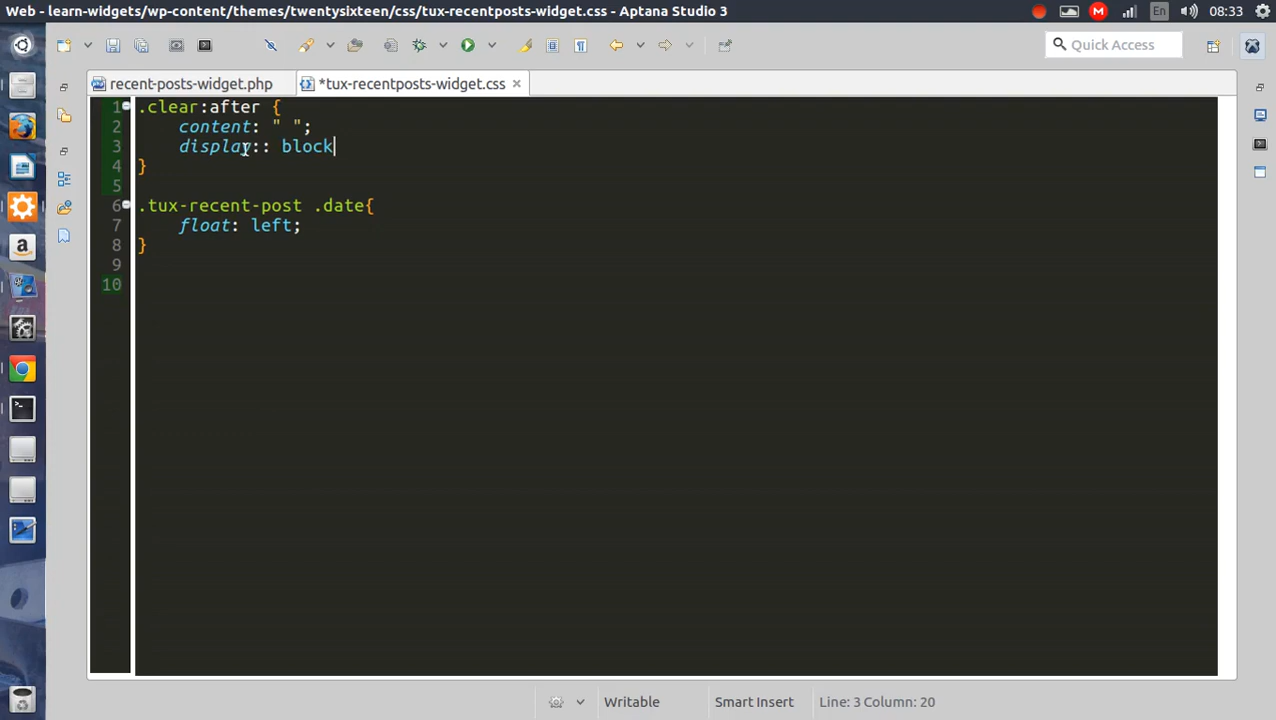 Web - learn-widgets/wp-content/themes/twentysixteen/css/tux-recentposts-widget.css - Aptana Studio 3
En
08:33
Quick Access
recent-posts-widget.php
*tux-recentposts-widget.css
1 .clear:after {
2 content: " ";
3 display:: block
4 }
5
6 .tux-recent-post .date{
7 float: left;
8 }
9
10
Writable
Smart Insert
Line: 3 Column: 20